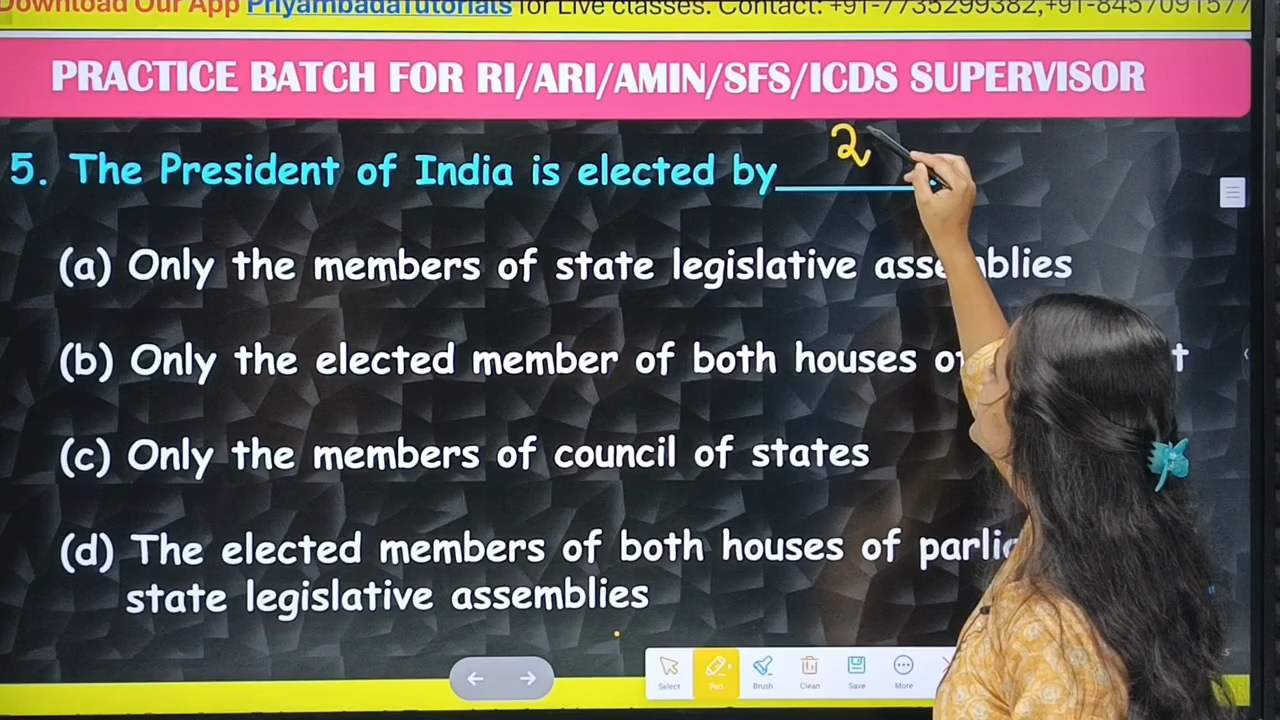 Download Our App PriyambadaTutorials for Live classes. Contact: +91-7735299382,+91-8457091577
PRACTICE BATCH FOR RI/ARI/AMIN/SFS/ICDS SUPERVISOR
2
5. The President of India is elected by________
(a) Only the members of state legislative assemblies
(b) Only the elected member of both houses of t
(c) Only the members of council of states
(d) The elected members of both houses of parli
state legislative assemblies
Select Pen Brush Clean Save More